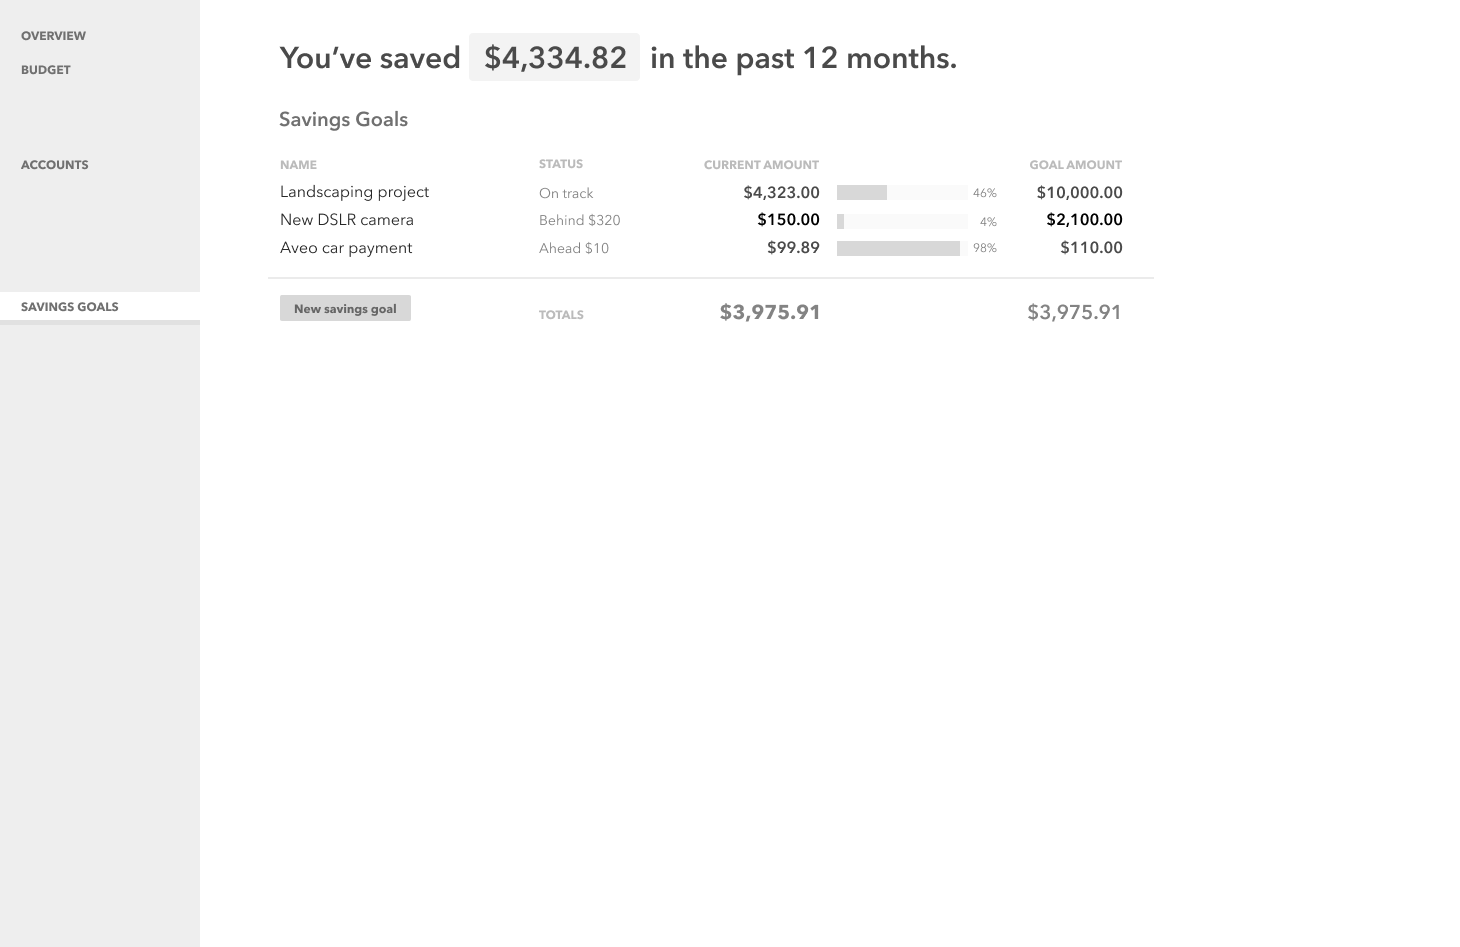 OVERVIEW
BUDGET
ACCOUNTS
SAVINGS GOALS
You’ve saved $4,334.82 in the past 12 months.
Savings Goals
NAME STATUS CURRENT AMOUNT GOAL AMOUNT
Landscaping project On track $4,323.00 46% $10,000.00
New DSLR camera Behind $320 $150.00 4% $2,100.00
Aveo car payment Ahead $10 $99.89 98% $110.00
New savings goal TOTALS $3,975.91 $3,975.91